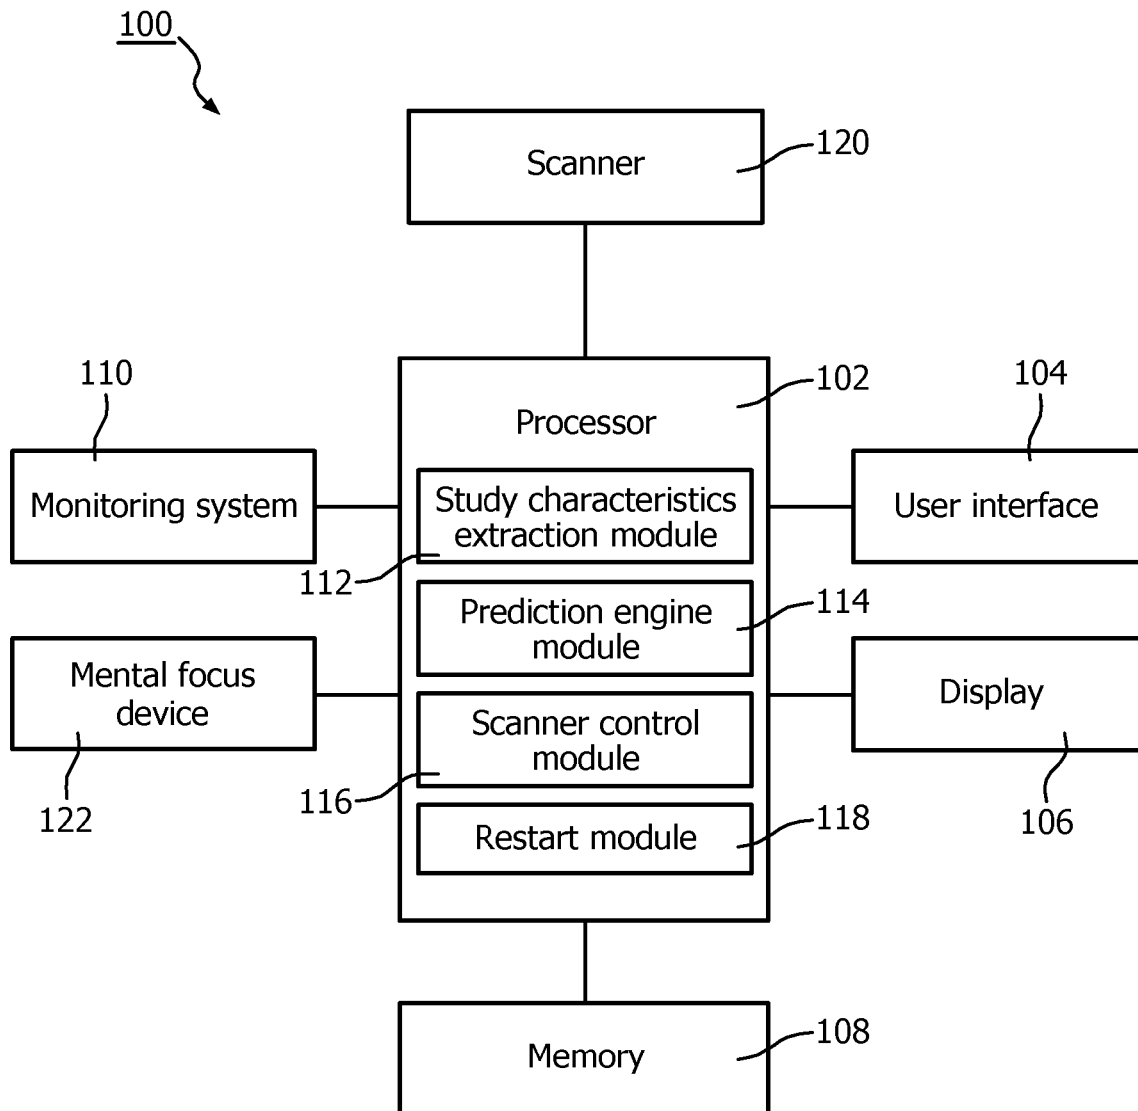 100
Scanner
120
110
102
104
Processor
Monitoring system
Study characteristics
extraction module
User interface
112
Prediction engine
module
114
Mental focus
device
Scanner control
module
Display
122
116
106
Restart module
118
Memory
108